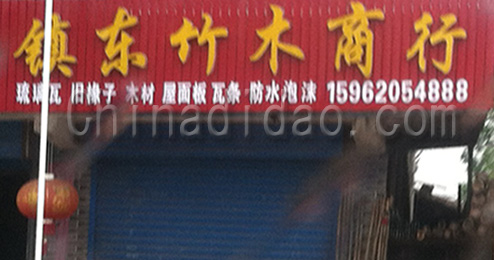 镇东竹木商行
琉璃瓦 旧椽子 木材 屋面板 瓦条 防水泡沫 15962054888
Chinadidao.com